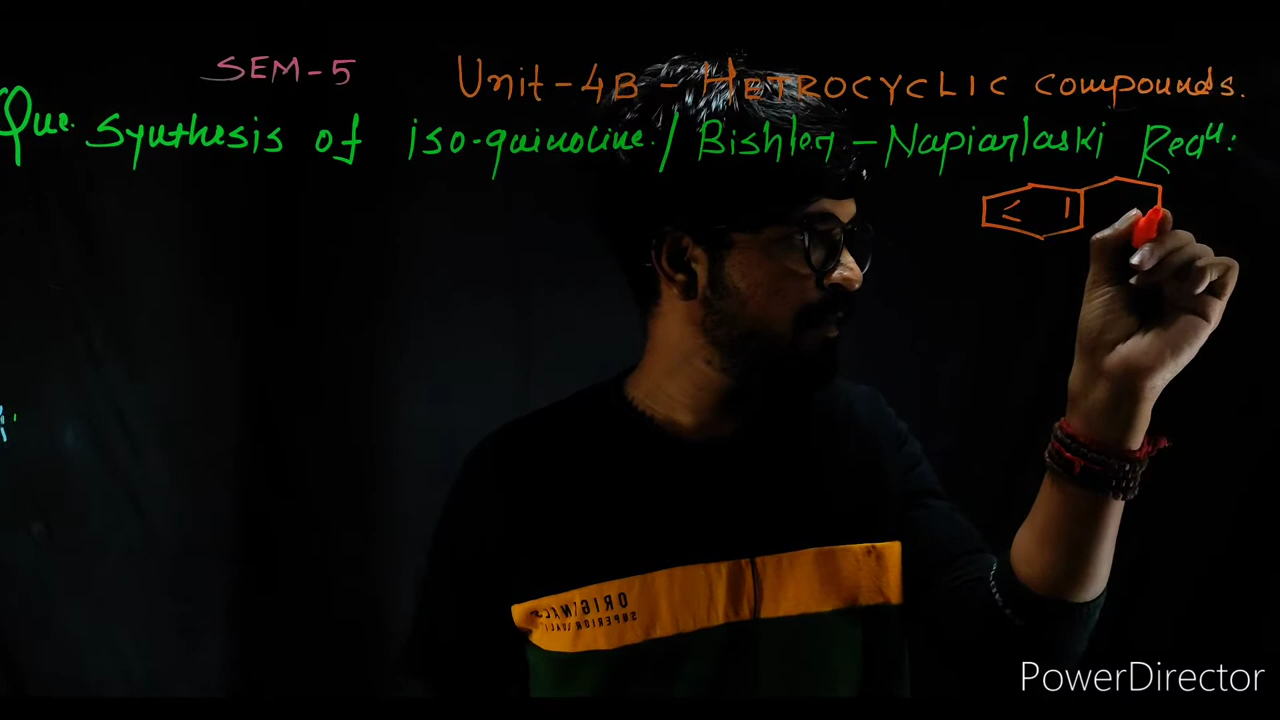 SEM-5 Unit-4B - HETROCYCLIC compounds.
Que. Synthesis of iso-quinoline./ Bishler-Napiarlaski Reaⁿ:
ORIGINALS
PowerDirector